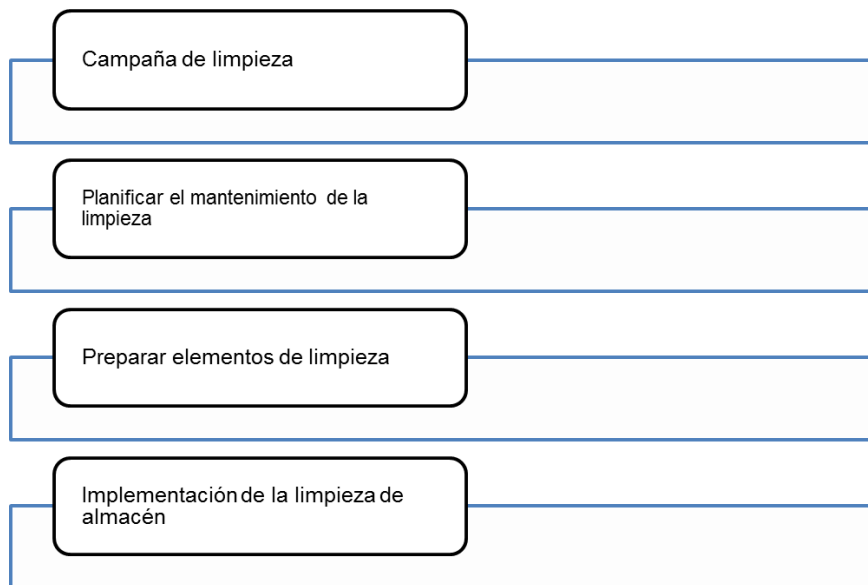 Campaña de limpieza
Planificar el mantenimiento de la
limpieza
Preparar elementos de limpieza
Implementación de la limpieza de
almacén